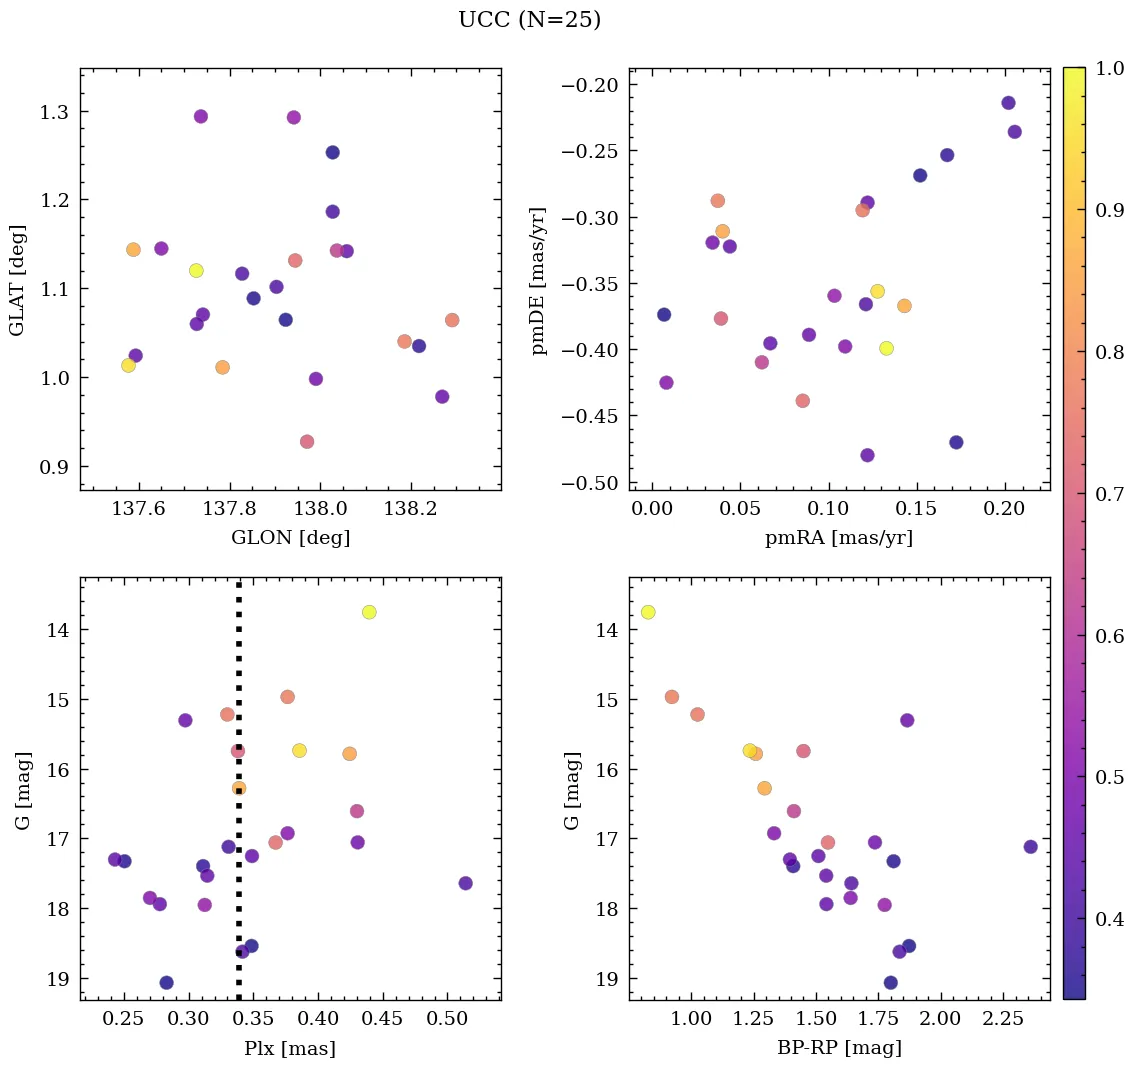 UCC (N=25)
1.3
1.2
1.1
1.0
0.9
GLAT [deg]
137.6 137.8 138.0 138.2
GLON [deg]
−0.20
−0.25
−0.30
−0.35
−0.40
−0.45
−0.50
pmDE [mas/yr]
0.00 0.05 0.10 0.15 0.20
pmRA [mas/yr]
14
15
16
17
18
19
G [mag]
0.25 0.30 0.35 0.40 0.45 0.50
Plx [mas]
14
15
16
17
18
19
G [mag]
1.00 1.25 1.50 1.75 2.00 2.25
BP-RP [mag]
1.0
0.9
0.8
0.7
0.6
0.5
0.4